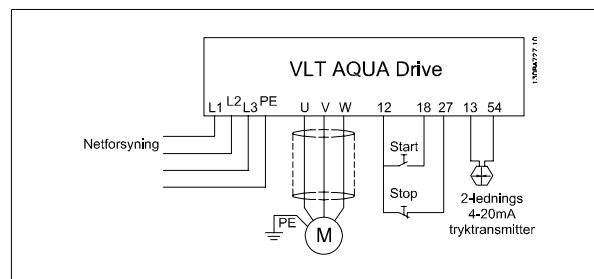 VLT AQUA Drive
130BA727.10
L1 L2 L3 PE U V W 12 18 27 13 54
Netforsyning
Start
Stop
PE
M
2-lednings
4-20mA
tryktransmitter